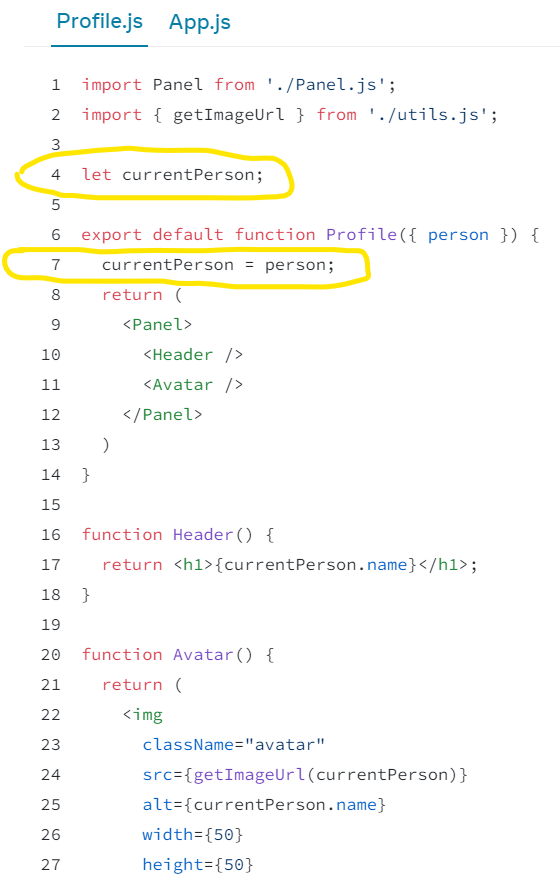 Profile.js App.js
1 import Panel from './Panel.js';
2 import { getImageUrl } from './utils.js';
3
4 let currentPerson;
5
6 export default function Profile({ person }) {
7   currentPerson = person;
8   return (
9     <Panel>
10       <Header />
11       <Avatar />
12     </Panel>
13   )
14 }
15
16 function Header() {
17   return <h1>{currentPerson.name}</h1>;
18 }
19
20 function Avatar() {
21   return (
22     <img
23       className="avatar"
24       src={getImageUrl(currentPerson)}
25       alt={currentPerson.name}
26       width={50}
27       height={50}